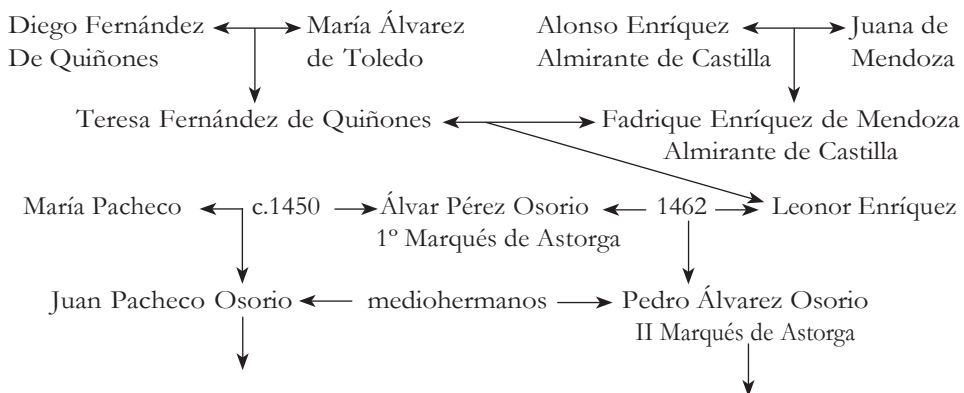 Diego Fernández
De Quiñones
María Álvarez
de Toledo
Alonso Enríquez
Almirante de Castilla
Juana de
Mendoza
Teresa Fernández de Quiñones
Fadrique Enríquez de Mendoza
Almirante de Castilla
María Pacheco
c.1450
Álvar Pérez Osorio
1º Marqués de Astorga
1462
Leonor Enríquez
Juan Pacheco Osorio
mediohermanos
Pedro Álvarez Osorio
II Marqués de Astorga